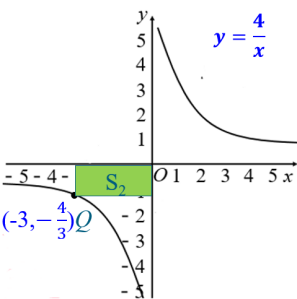 y
y = 4/x
5
4
3
2
1
- 5 - 4 -
S₂
O 1 2 3 4 5 x
(-3, -4/3)Q
- 2
- 3
- 4
- 5